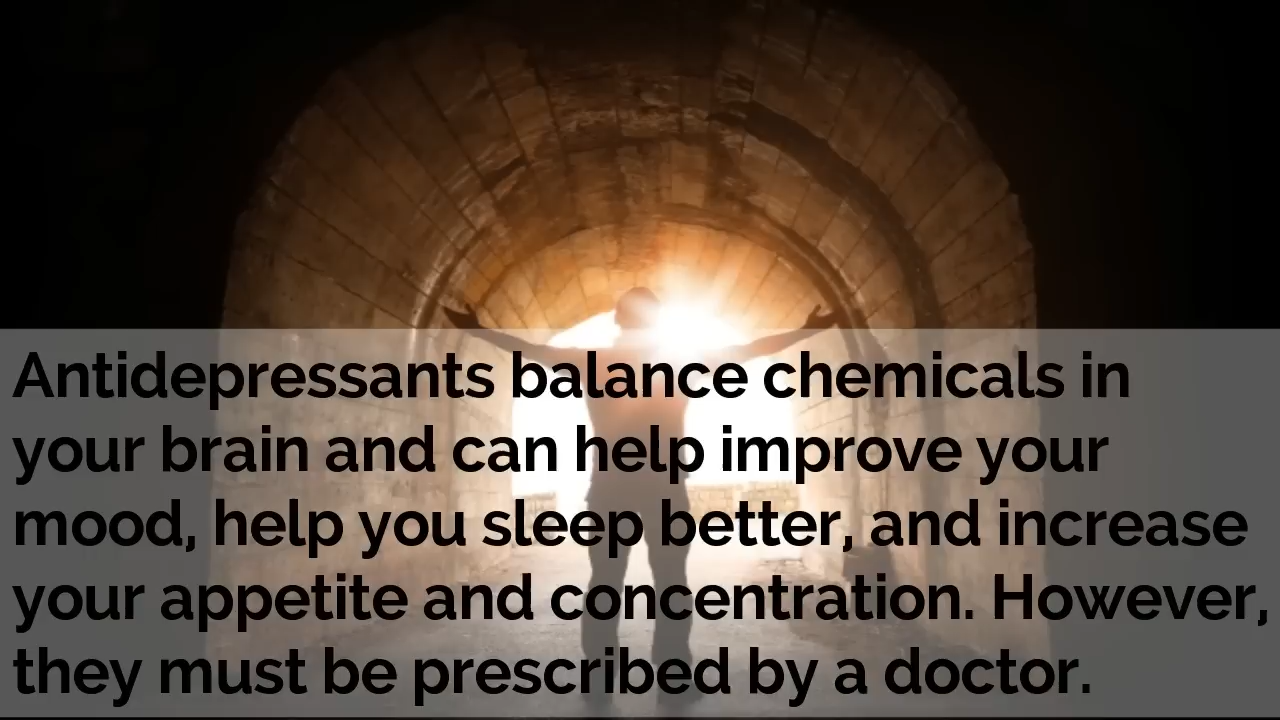 Antidepressants balance chemicals in
your brain and can help improve your
mood, help you sleep better, and increase
your appetite and concentration. However,
they must be prescribed by a doctor.